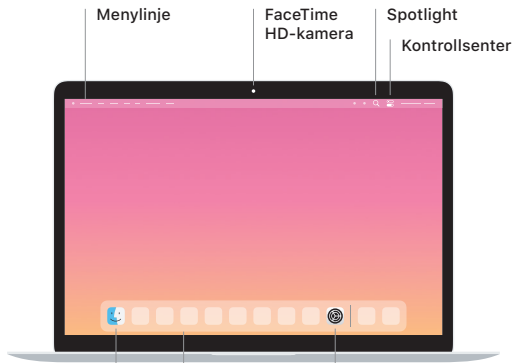 Menylinje
FaceTime
HD-kamera
Spotlight
Kontrollsenter